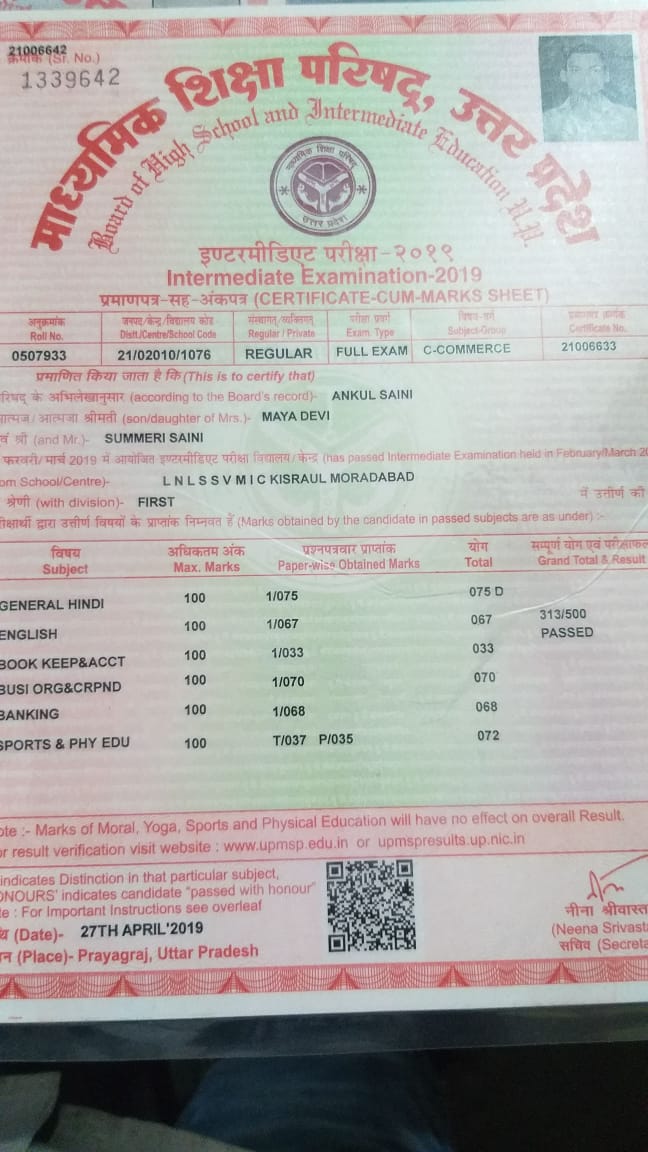 21006642
क्रमांक (Sr. No.)
1339642
माध्यमिक शिक्षा परिषद्, उत्तर प्रदेश
Board of High School and Intermediate Education U.P.
माध्यमिक शिक्षा परिषद्
उत्तर प्रदेश
इण्टरमीडिएट परीक्षा-२०१९
Intermediate Examination-2019
प्रमाणपत्र-सह-अंकपत्र (CERTIFICATE-CUM-MARKS SHEET)
अनुक्रमांक जनपद/केन्द्र/विद्यालय कोड संस्थागत/व्यक्तिगत परीक्षा प्रकार विषय-वर्ग प्रमाणपत्र क्रमांक
Roll No. Distt./Centre/School Code Regular / Private Exam. Type Subject-Group Certificate No.
0507933 21/02010/1076 REGULAR FULL EXAM C-COMMERCE 21006633
प्रमाणित किया जाता है कि (This is to certify that)
रिषद् के अभिलेखानुसार (according to the Board's record)- ANKUL SAINI
त्मज/आत्मजा श्रीमती (son/daughter of Mrs.)- MAYA DEVI
वं श्री (and Mr.)- SUMMERI SAINI
फरवरी/मार्च 2019 में आयोजित इण्टरमीडिएट परीक्षा विद्यालय/केन्द्र (has passed Intermediate Examination held in February/March 20
om School/Centre)- L N L S S V M I C KISRAUL MORADABAD
श्रेणी (with division)- FIRST में उत्तीर्ण की
क्षार्थी द्वारा उत्तीर्ण विषयों के प्राप्तांक निम्नवत् हैं (Marks obtained by the candidate in passed subjects are as under) :-
विषय अधिकतम अंक प्रश्नपत्रवार प्राप्तांक योग सम्पूर्ण योग एवं परीक्षाफल
Subject Max. Marks Paper-wise Obtained Marks Total Grand Total & Result
GENERAL HINDI 100 1/075 075 D
ENGLISH 100 1/067 067 313/500
PASSED
BOOK KEEP&ACCT 100 1/033 033
BUSI ORG&CRPND 100 1/070 070
BANKING 100 1/068 068
SPORTS & PHY EDU 100 T/037 P/035 072
ote :- Marks of Moral, Yoga, Sports and Physical Education will have no effect on overall Result.
or result verification visit website : www.upmsp.edu.in or upmspresults.up.nic.in
indicates Distinction in that particular subject,
ONOURS' indicates candidate "passed with honour"
te : For Important Instructions see overleaf
(Date)- 27TH APRIL'2019
न (Place)- Prayagraj, Uttar Pradesh
नीना श्रीवास्त
(Neena Srivasta
सचिव (Secreta